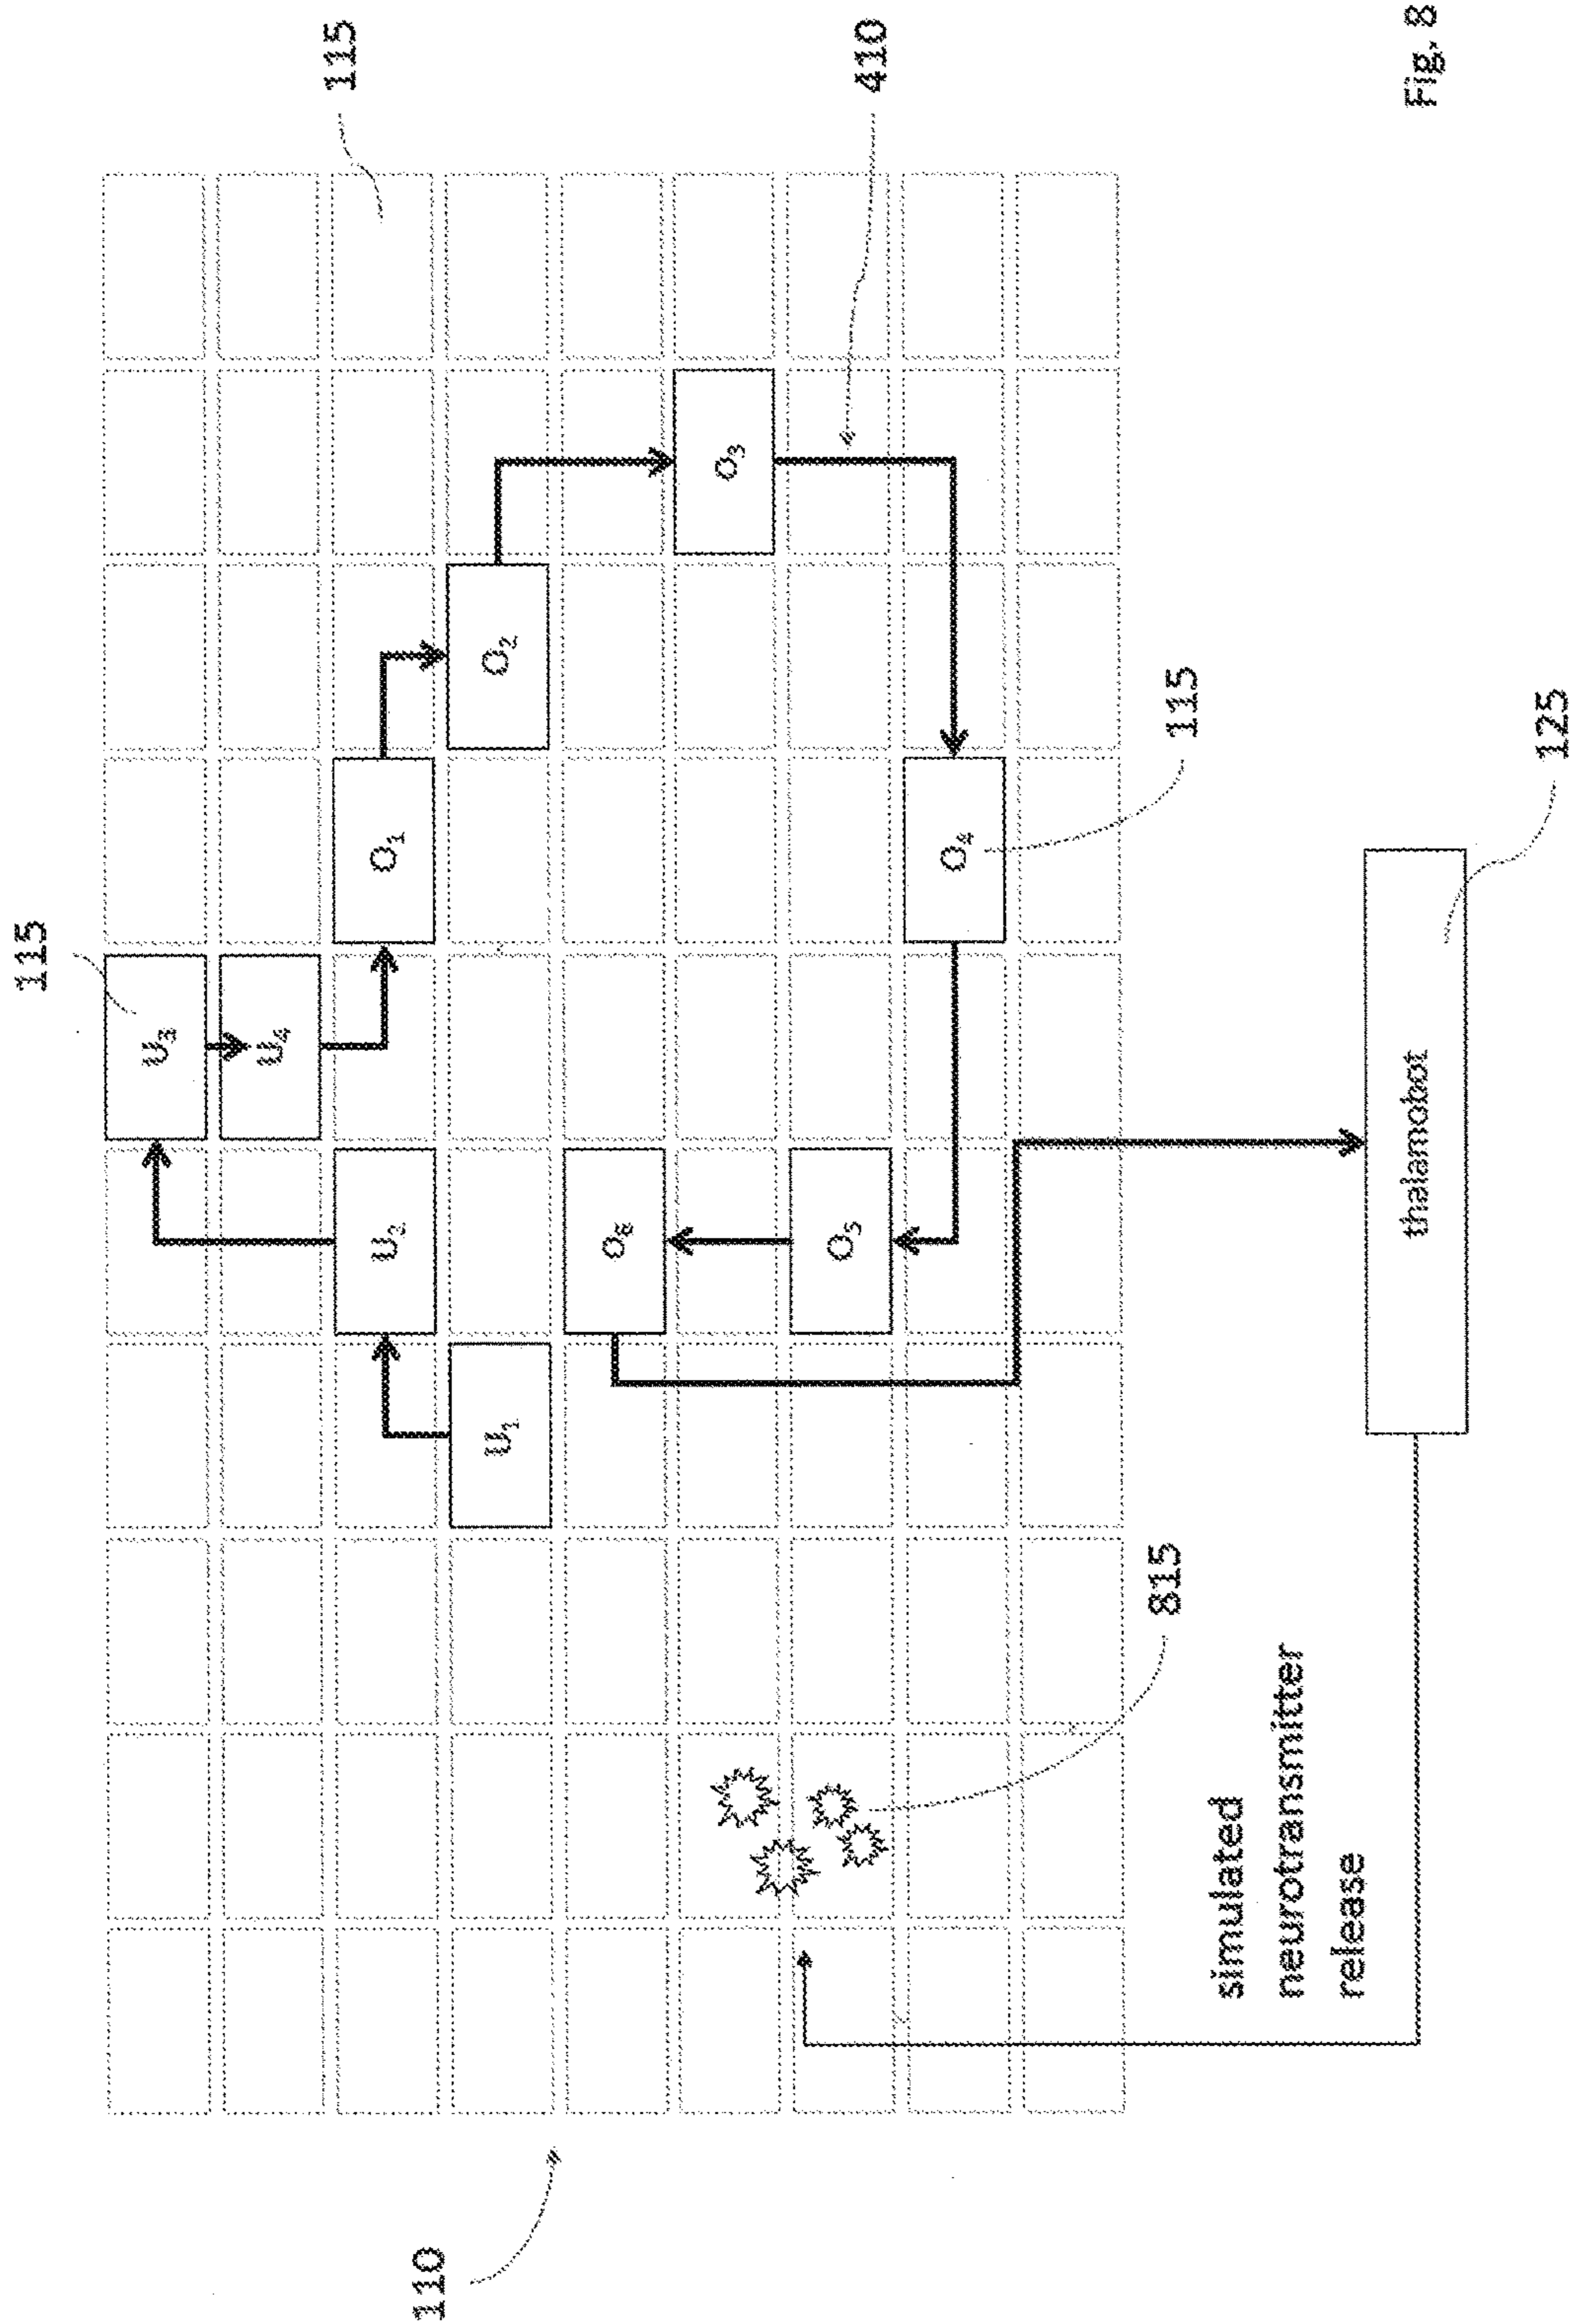 115
U₃
115
U₄
U₂
O₁
110
U₁
O₂
O₆
O₃
O₅
410
O₄
815
115
simulated
neurotransmitter
release
thalamobot
Fig. 8
125